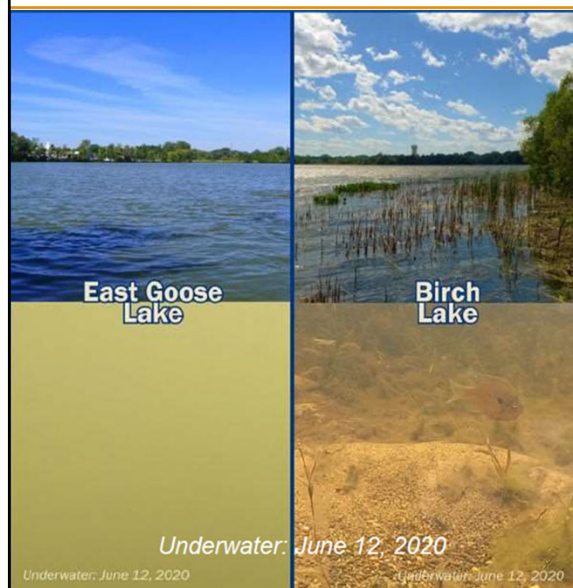 East Goose
Lake
Birch
Lake
Underwater: June 12, 2020
Underwater: June 12, 2020
Underwater: June 12, 2020